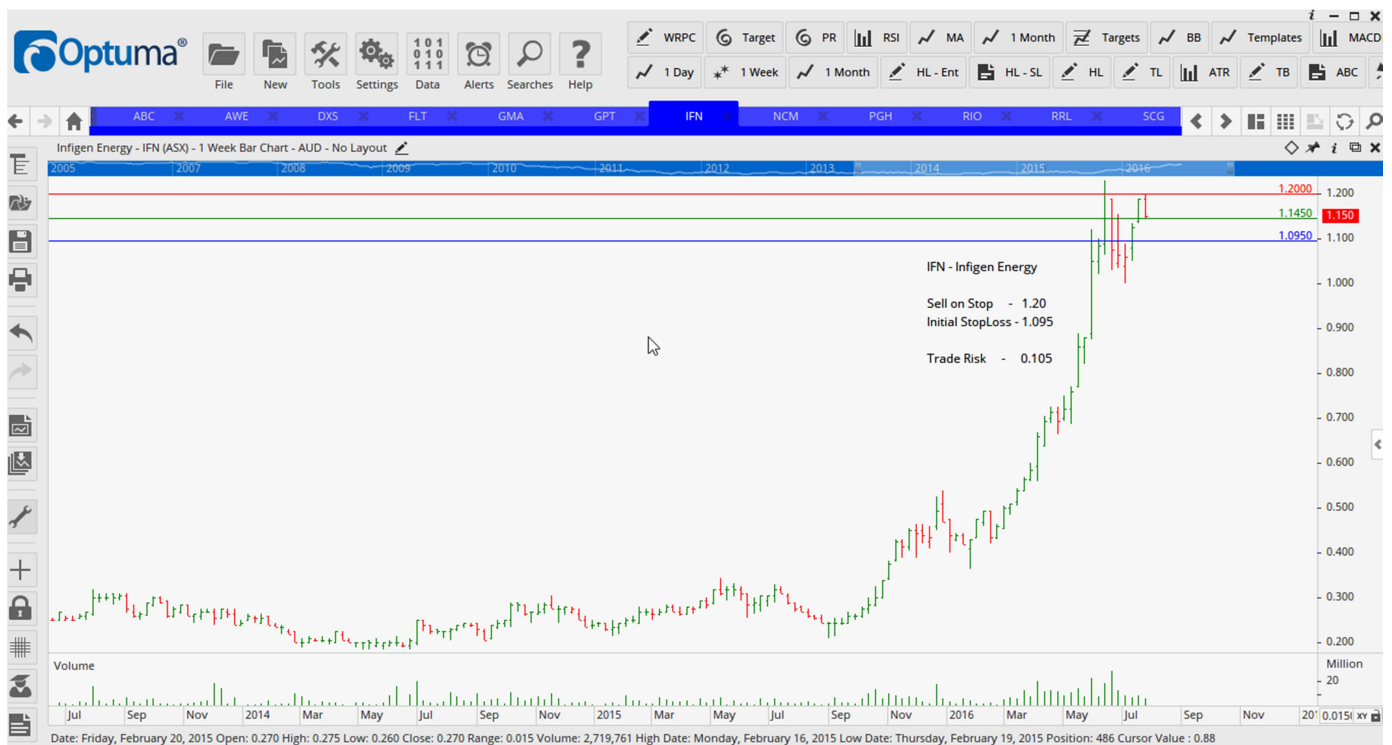 Optuma®
File
New
Tools
Settings
Data
Alerts
Searches
Help
WRPC
Target
PR
RSI
MA
1 Month
Targets
BB
Templates
MACD
1 Day
1 Week
1 Month
HL - Ent
HL - SL
HL
TL
ATR
TB
ABC
ABC
AWE
DXS
FLT
GMA
GPT
IFN
NCM
PGH
RIO
RRL
SCG
Infigen Energy - IFN (ASX) - 1 Week Bar Chart - AUD - No Layout
2005
2007
2008
2009
2010
2011
2012
2013
2014
2015
2016
1.2000
1.1450
1.0950
1.200
1.150
1.100
1.000
0.900
0.800
0.700
0.600
0.500
0.400
0.300
0.200
IFN - Infigen Energy
Sell on Stop - 1.20
Initial StopLoss - 1.095
Trade Risk - 0.105
Volume
Million
20
Jul
Sep
Nov
2014
Mar
May
Jul
Sep
Nov
2015
Mar
May
Jul
Sep
Nov
2016
Mar
May
Jul
Sep
Nov
XY
Date: Friday, February 20, 2015 Open: 0.270 High: 0.275 Low: 0.260 Close: 0.270 Range: 0.015 Volume: 2,719,761 High Date: Monday, February 16, 2015 Low Date: Thursday, February 19, 2015 Position: 486 Cursor Value : 0.88